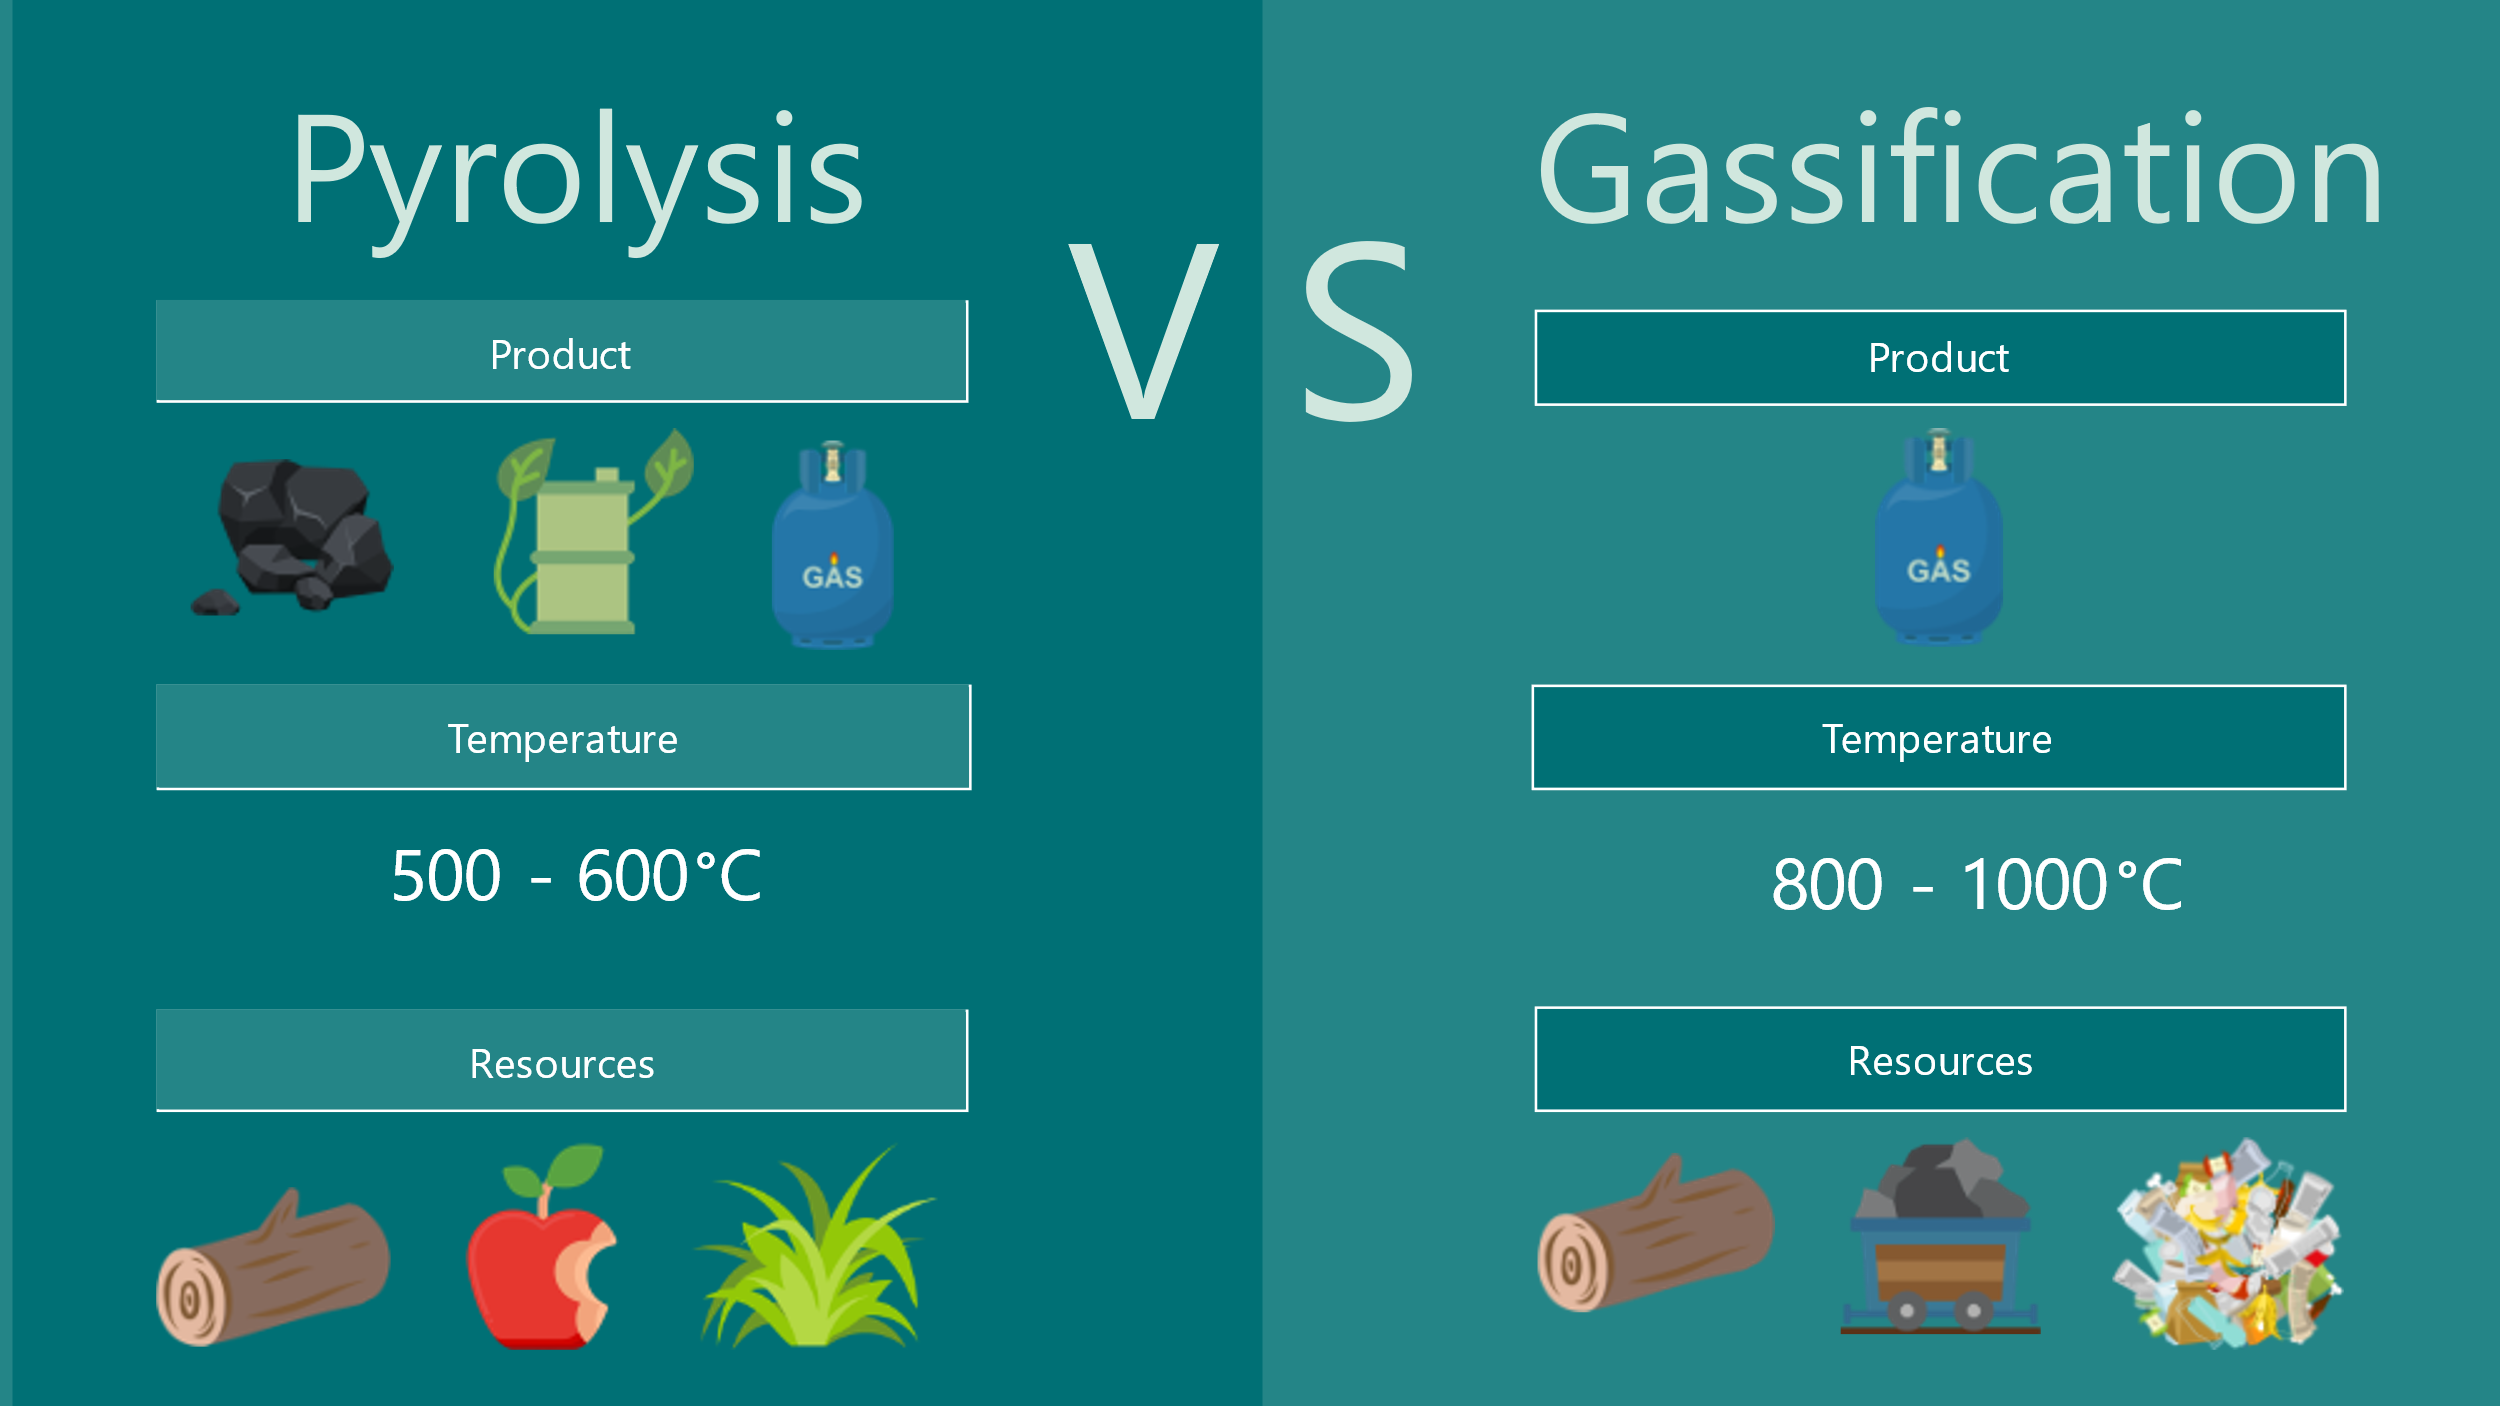 Pyrolysis
VS
Gassification
Product
GAS
Temperature
500 - 600°C
Resources
Product
GAS
Temperature
800 - 1000°C
Resources